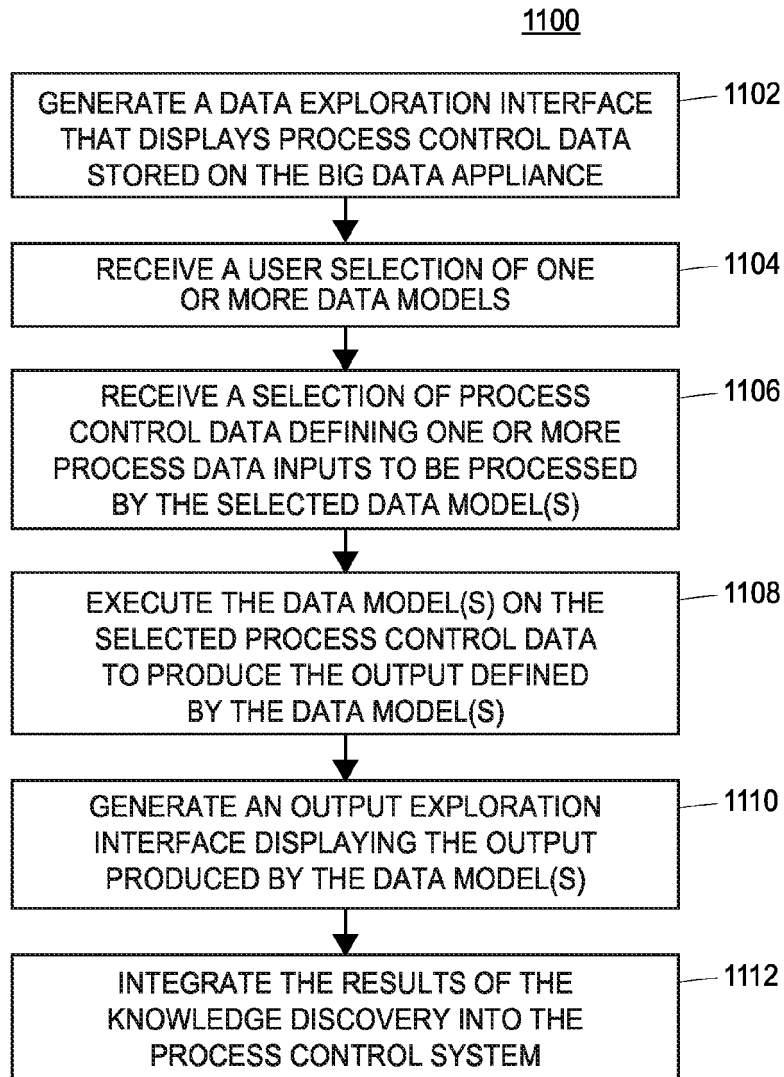 1100
GENERATE A DATA EXPLORATION INTERFACE
THAT DISPLAYS PROCESS CONTROL DATA
STORED ON THE BIG DATA APPLIANCE
1102
RECEIVE A USER SELECTION OF ONE
OR MORE DATA MODELS
1104
RECEIVE A SELECTION OF PROCESS
CONTROL DATA DEFINING ONE OR MORE
PROCESS DATA INPUTS TO BE PROCESSED
BY THE SELECTED DATA MODEL(S)
1106
EXECUTE THE DATA MODEL(S) ON THE
SELECTED PROCESS CONTROL DATA
TO PRODUCE THE OUTPUT DEFINED
BY THE DATA MODEL(S)
1108
GENERATE AN OUTPUT EXPLORATION
INTERFACE DISPLAYING THE OUTPUT
PRODUCED BY THE DATA MODEL(S)
1110
INTEGRATE THE RESULTS OF THE
KNOWLEDGE DISCOVERY INTO THE
PROCESS CONTROL SYSTEM
1112